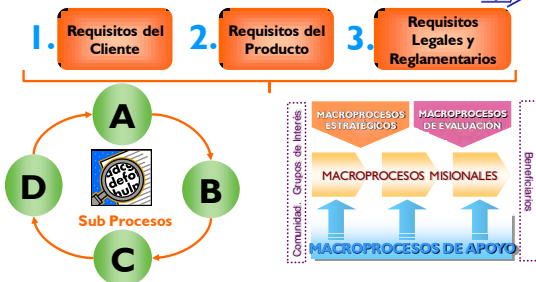 1.
Requisitos del
Cliente
2.
Requisitos del
Producto
3.
Requisitos
Legales y
Reglamentarios
A
B
C
D
Sub Procesos
Comunidad. Grupos de Interés
MACROPROCESOS
ESTRATÉGICOS
MACROPROCESOS
DE EVALUACIÓN
MACROPROCESOS MISIONALES
MACROPROCESOS DE APOYO
Beneficiarios